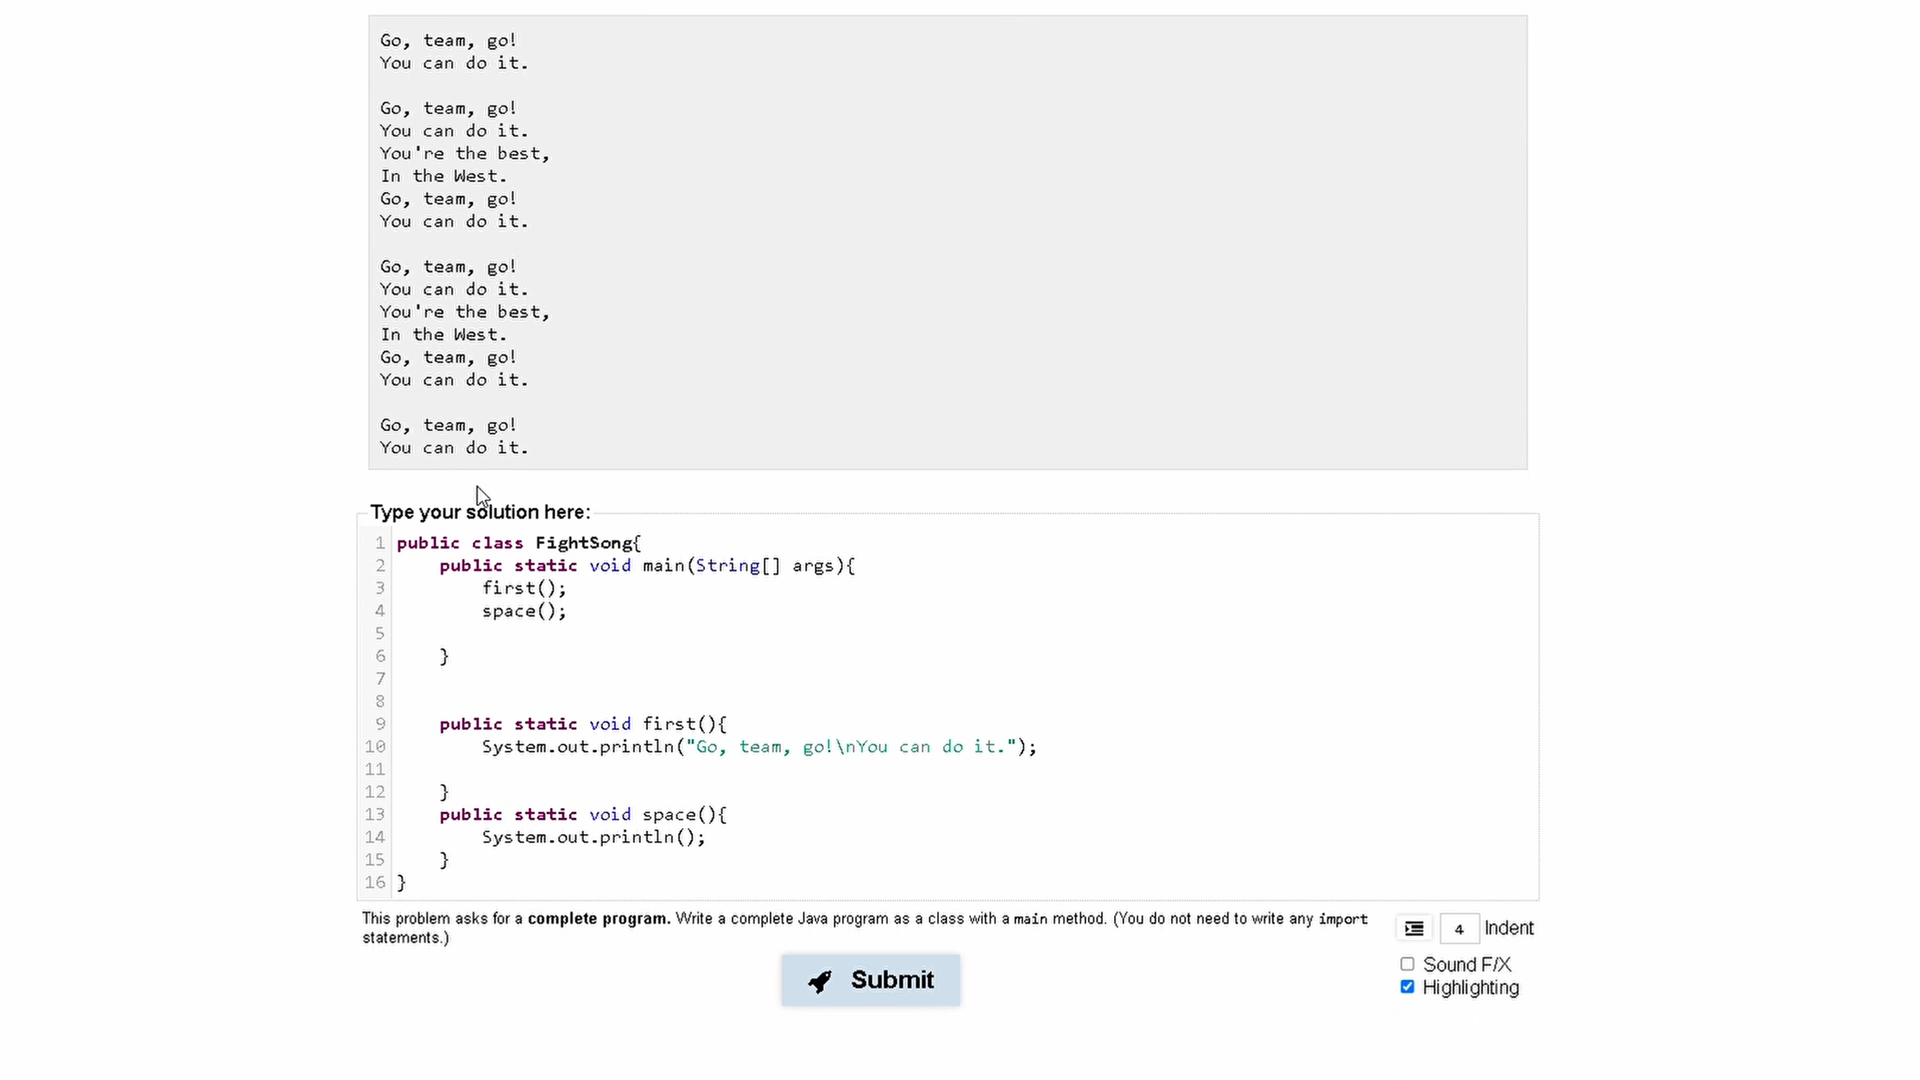 Go, team, go!
You can do it.
Go, team, go!
You can do it.
You're the best,
In the West.
Go, team, go!
You can do it.
Go, team, go!
You can do it.
You're the best,
In the West.
Go, team, go!
You can do it.
Go, team, go!
You can do it.
Type your solution here:
1 public class FightSong{
2 public static void main(String[] args){
3 first();
4 space();
5
6 }
7
8
9 public static void first(){
10 System.out.println("Go, team, go!\nYou can do it.");
11
12 }
13 public static void space(){
14 System.out.println();
15 }
16 }
This problem asks for a complete program. Write a complete Java program as a class with a main method. (You do not need to write any import
statements.)
4 Indent
Sound F/X
Highlighting
Submit